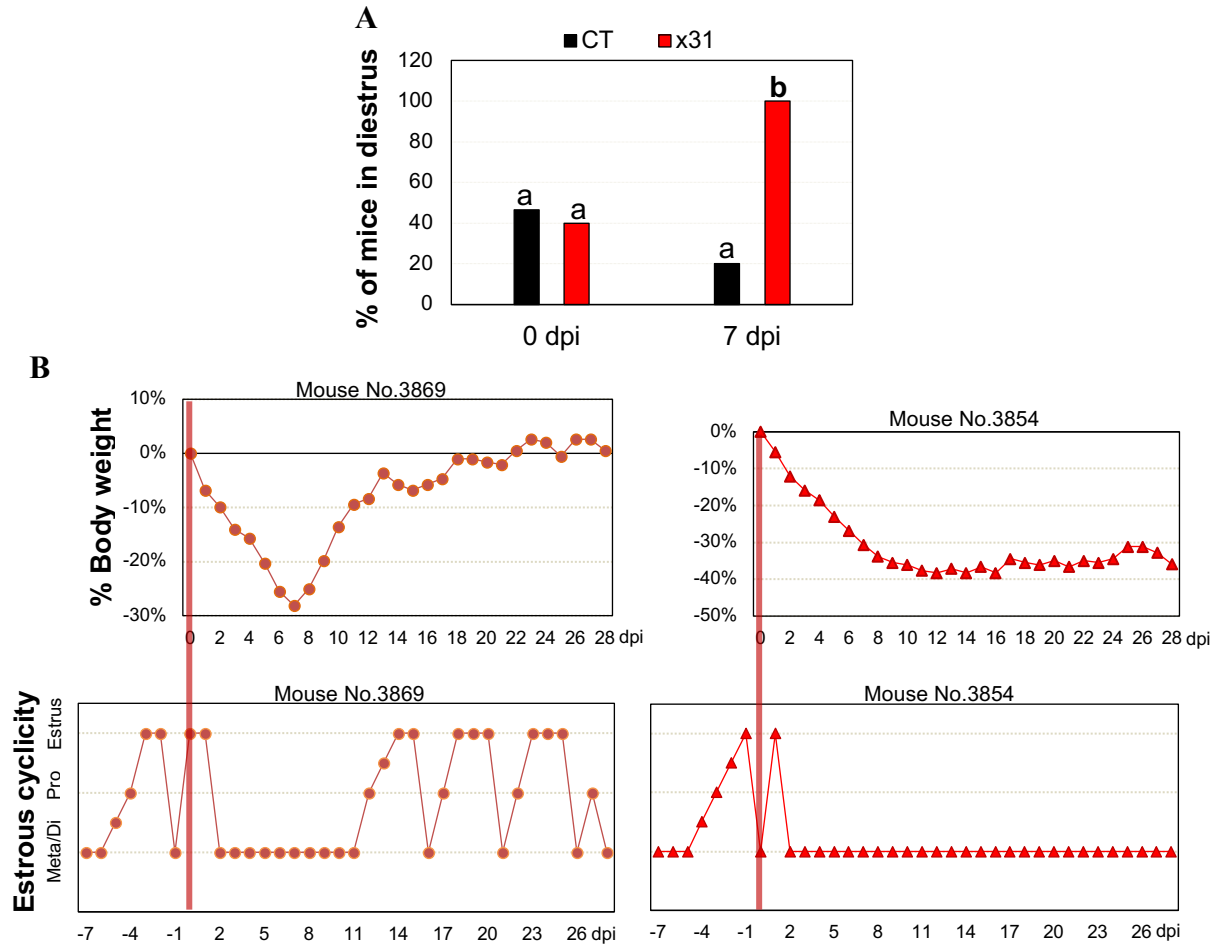 A
CT x31
% of mice in diestrus
120
100
80
60
40
20
0
a
a
a
b
0 dpi 7 dpi
B
Mouse No.3869
% Body weight
10%
0%
-10%
-20%
-30%
0 2 4 6 8 10 12 14 16 18 20 22 24 26 28 dpi
Mouse No.3854
0%
-10%
-20%
-30%
-40%
-50%
0 2 4 6 8 10 12 14 16 18 20 22 24 26 28 dpi
Mouse No.3869
Estrous cyclicity
Estrus
Pro
Meta/Di
-7 -4 -1 2 5 8 11 14 17 20 23 26 dpi
Mouse No.3854
-7 -4 -1 2 5 8 11 14 17 20 23 26 dpi